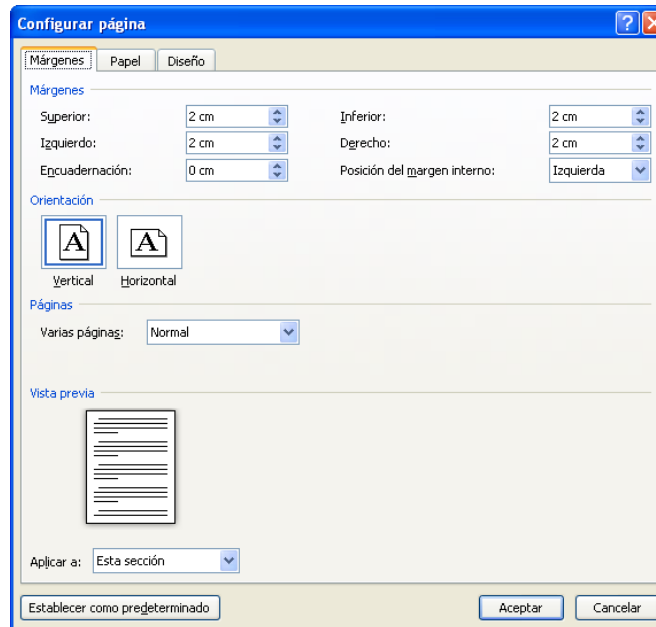 Configurar página
Márgenes Papel Diseño
Márgenes
Superior: 2 cm Inferior: 2 cm
Izquierdo: 2 cm Derecho: 2 cm
Encuadernación: 0 cm Posición del margen interno: Izquierda
Orientación
A A
Vertical Horizontal
Páginas
Varias páginas: Normal
Vista previa
Aplicar a: Esta sección
Establecer como predeterminado Aceptar Cancelar